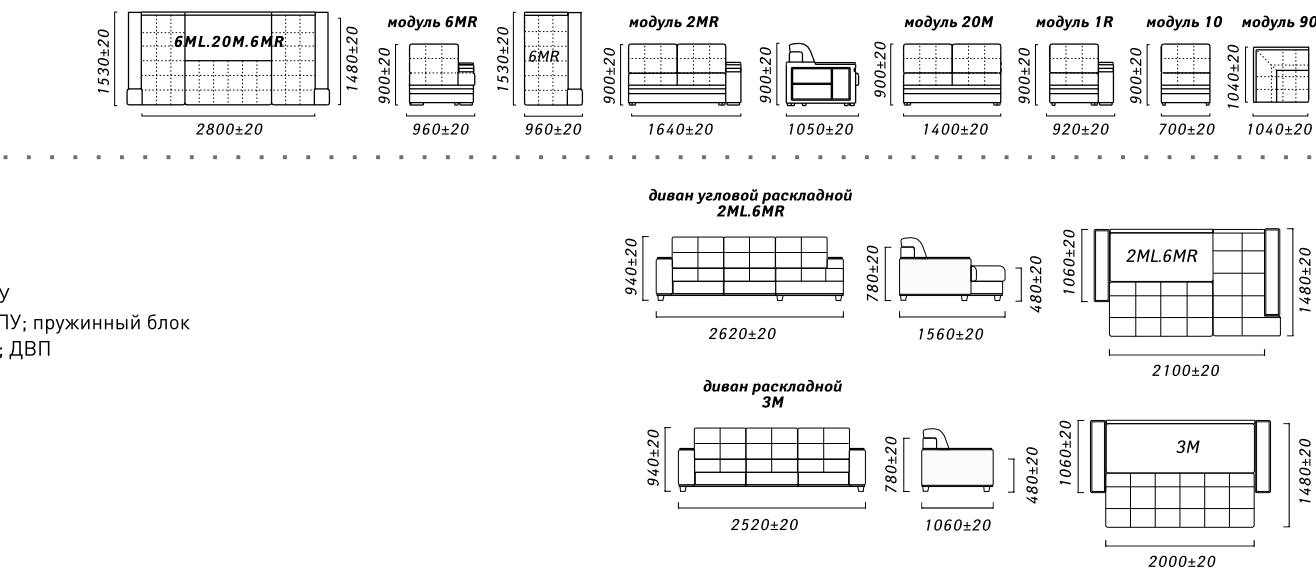 модуль 6MR
модуль 2MR
модуль 20M
модуль 1R
модуль 10
модуль 90
6ML.20M.6MR
6MR
1530±20
1480±20
900±20
1530±20
900±20
900±20
900±20
900±20
900±20
1040±20
2800±20
960±20
960±20
1640±20
1050±20
1400±20
920±20
700±20
1040±20
диван угловой раскладной
2ML.6MR
940±20
780±20
480±20
1060±20
2ML.6MR
1480±20
2620±20
1560±20
2100±20
У
ПУ; пружинный блок
; ДВП
диван раскладной
3M
940±20
780±20
480±20
1060±20
3M
1480±20
2520±20
1060±20
2000±20